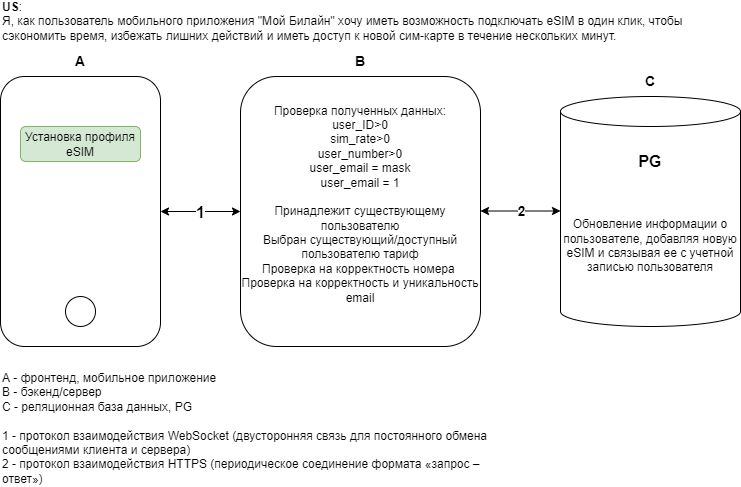 US:
Я, как пользователь мобильного приложения "Мой Билайн" хочу иметь возможность подключать eSIM в один клик, чтобы
сэкономить время, избежать лишних действий и иметь доступ к новой сим-карте в течение нескольких минут.
A
B
C
Установка профиля
eSIM
1
Проверка полученных данных:
user_ID>0
sim_rate>0
user_number>0
user_email = mask
user_email = 1
Принадлежит существующему
пользователю
Выбран существующий/доступный
пользователю тариф
Проверка на корректность номера
Проверка на корректность и уникальность
email
2
PG
Обновление информации о
пользователе, добавляя новую
eSIM и связывая ее с учетной
записью пользователя
A - фронтенд, мобильное приложение
B - бэкенд/сервер
C - реляционная база данных, PG
1 - протокол взаимодействия WebSocket (двусторонняя связь для постоянного обмена
сообщениями клиента и сервера)
2 - протокол взаимодействия HTTPS (периодическое соединение формата «запрос –
ответ»)